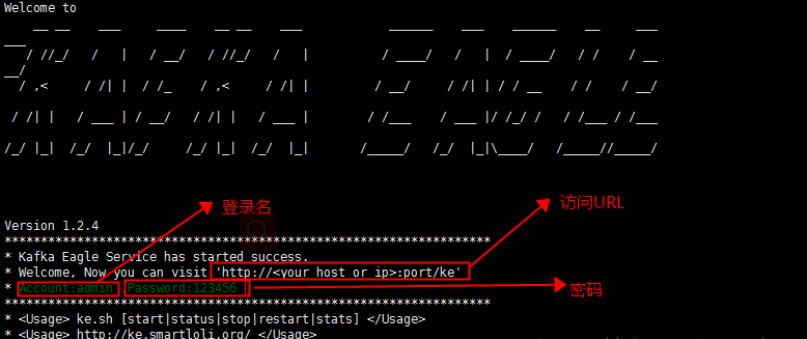 Welcome to
KAFKA EAGLE
登录名
访问URL
Version 1.2.4
*******************************************************************
* Kafka Eagle Service has started success.
* Welcome, Now you can visit 'http://<your host or ip>:port/ke'
* Account:admin Password:123456
密码
*******************************************************************
* <Usage> ke.sh [start|status|stop|restart|stats] </Usage>
* <Usage> http://ke.smartloli.org/ </Usage>